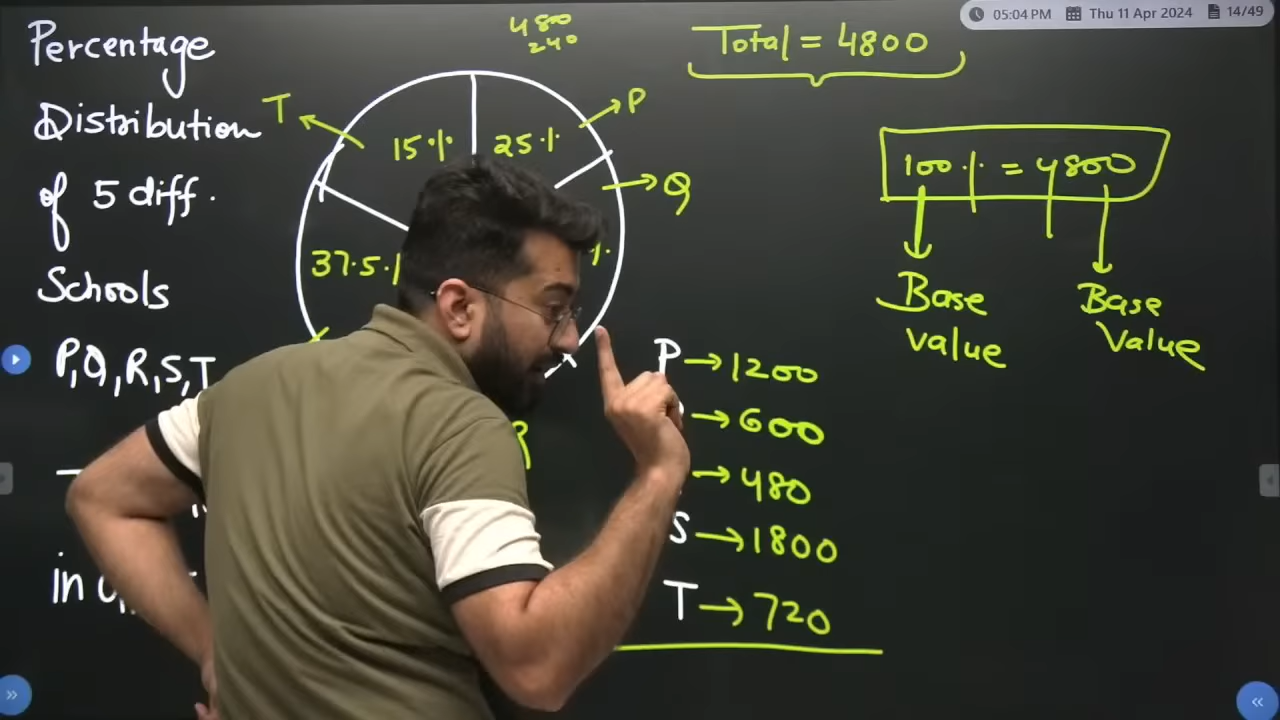 05:04 PM Thu 11 Apr 2024 14/49
Percentage
Distribution
of 5 diff.
Schools
P, Q, R, S, T
in
4800
240
T
15%
25%
P
Q
37.5%
%
Total = 4800
100% = 4800
Base
value
Base
Value
P → 1200
→ 600
→ 480
S → 1800
T → 720